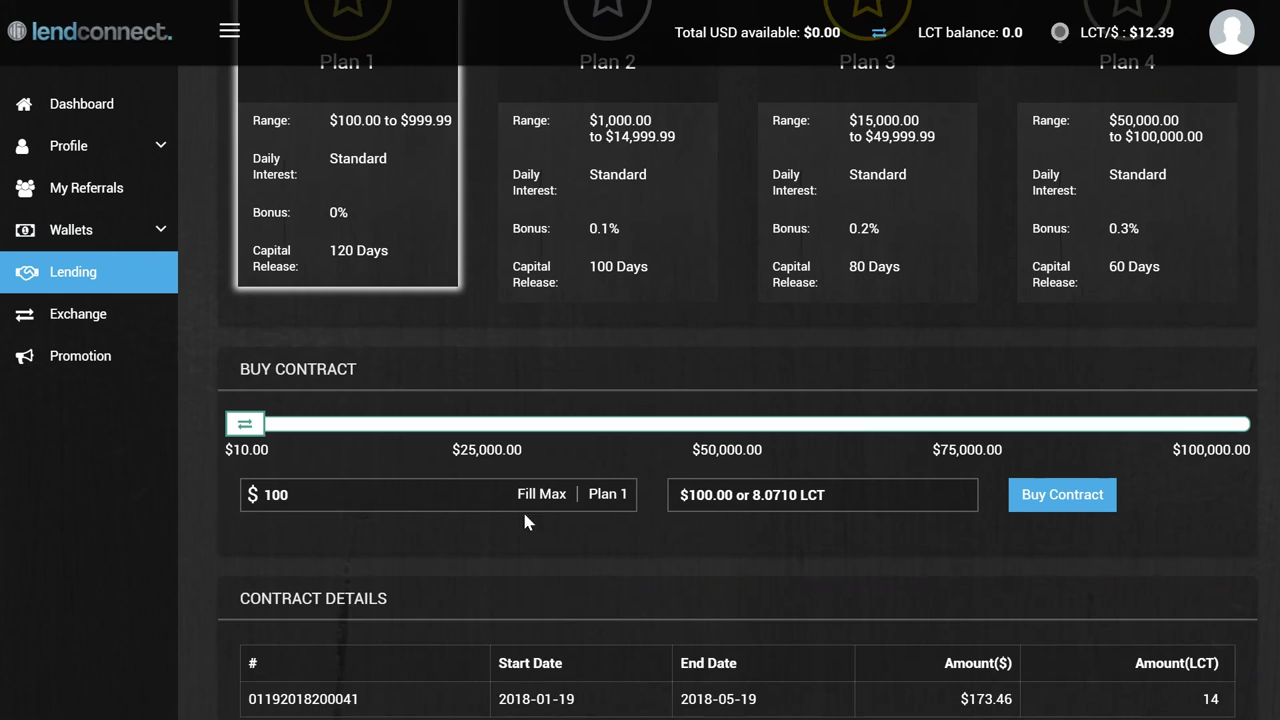 lendconnect.
Total USD available: $0.00
LCT balance: 0.0
LCT/$ : $12.39
Dashboard
Profile
My Referrals
Wallets
Lending
Exchange
Promotion
Plan 1
Range: $100.00 to $999.99
Daily Interest: Standard
Bonus: 0%
Capital Release: 120 Days
Plan 2
Range: $1,000.00 to $14,999.99
Daily Interest: Standard
Bonus: 0.1%
Capital Release: 100 Days
Plan 3
Range: $15,000.00 to $49,999.99
Daily Interest: Standard
Bonus: 0.2%
Capital Release: 80 Days
Plan 4
Range: $50,000.00 to $100,000.00
Daily Interest: Standard
Bonus: 0.3%
Capital Release: 60 Days
BUY CONTRACT
$10.00 $25,000.00 $50,000.00 $75,000.00 $100,000.00
$ 100 Fill Max | Plan 1
$100.00 or 8.0710 LCT
Buy Contract
CONTRACT DETAILS
# Start Date End Date Amount($) Amount(LCT)
01192018200041 2018-01-19 2018-05-19 $173.46 14